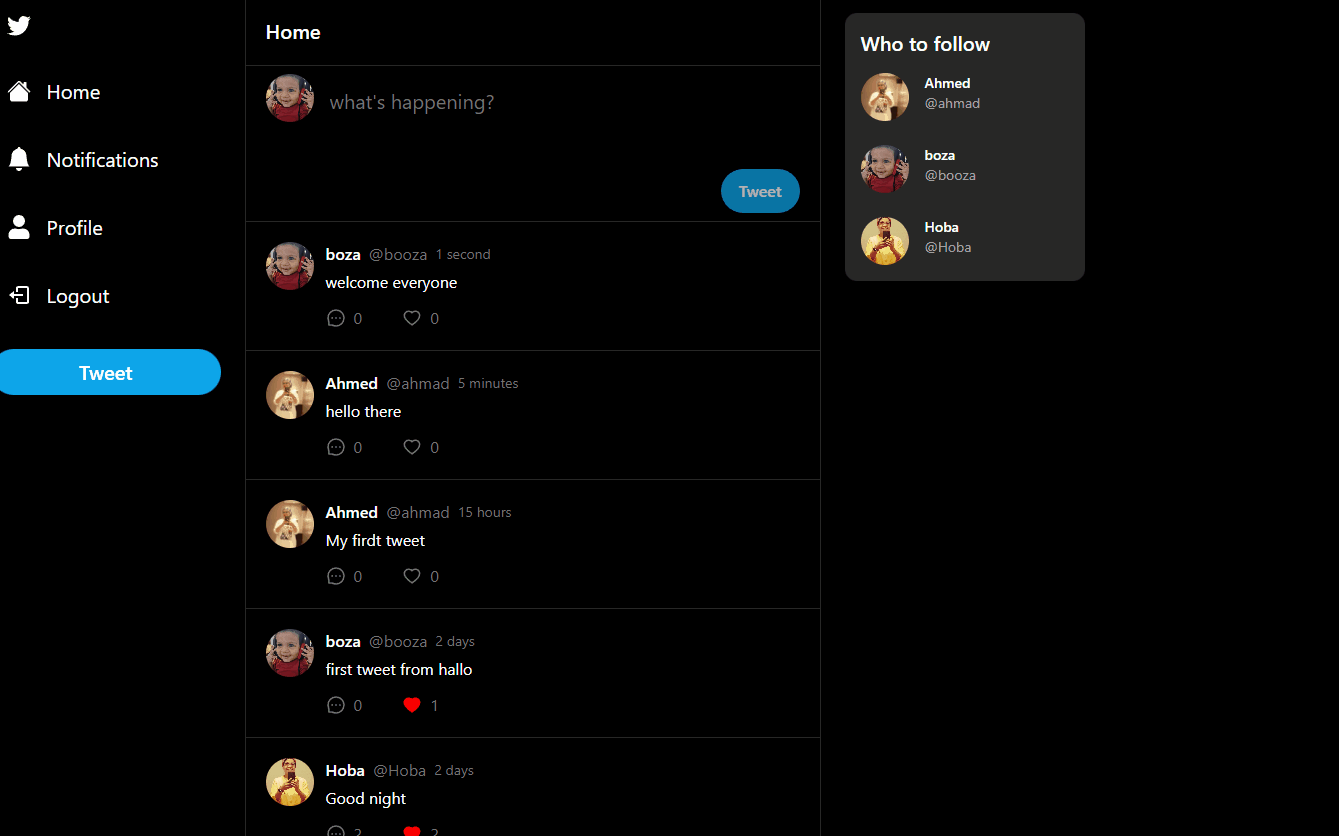 Home
Notifications
Profile
Logout
Tweet
Home
what's happening?
Tweet
boza @booza 1 second
welcome everyone
0 0
Ahmed @ahmad 5 minutes
hello there
0 0
Ahmed @ahmad 15 hours
My firdt tweet
0 0
boza @booza 2 days
first tweet from hallo
0 1
Hoba @Hoba 2 days
Good night
2 2
Who to follow
Ahmed
@ahmad
boza
@booza
Hoba
@Hoba